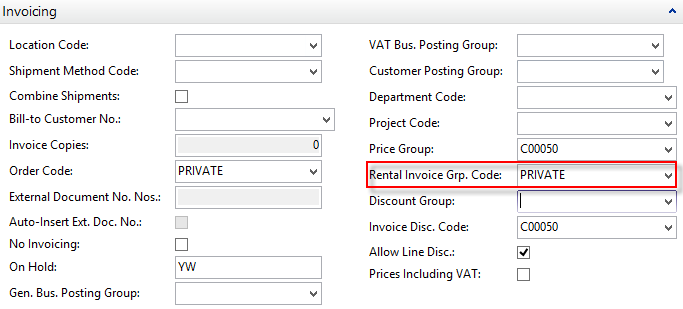 Invoicing
Location Code:
Shipment Method Code:
Combine Shipments:
Bill-to Customer No.:
Invoice Copies: 0
Order Code: PRIVATE
External Document No. Nos.:
Auto-Insert Ext. Doc. No.:
No Invoicing:
On Hold: YW
Gen. Bus. Posting Group:
VAT Bus. Posting Group:
Customer Posting Group:
Department Code:
Project Code:
Price Group: C00050
Rental Invoice Grp. Code: PRIVATE
Discount Group:
Invoice Disc. Code: C00050
Allow Line Disc.:
Prices Including VAT: